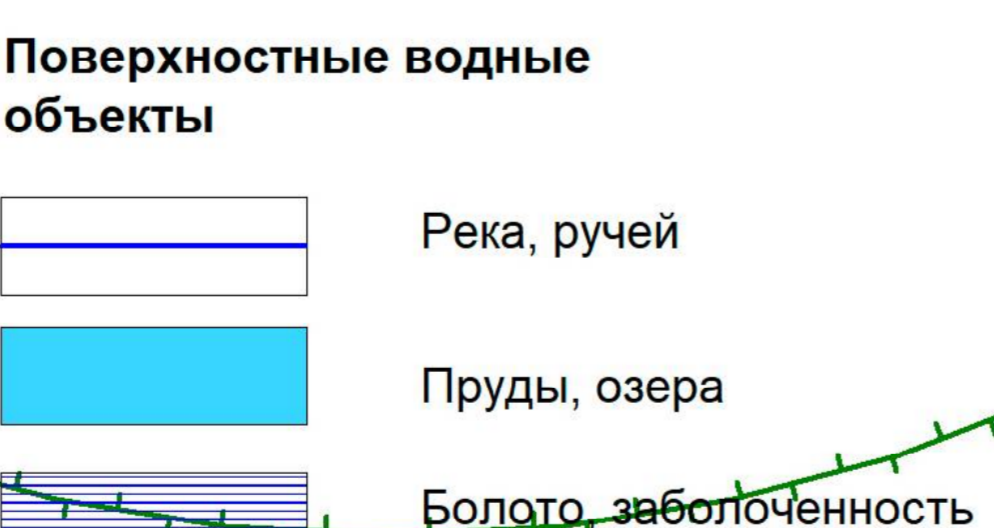 Поверхностные водные
объекты
Река, ручей
Пруды, озера
Болото, заболоченность